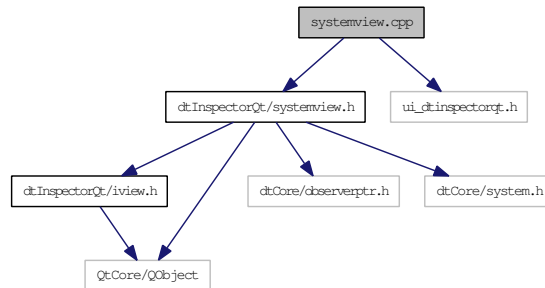 systemview.cpp
dtInspectorQt/systemview.h
ui_dtinspectorqt.h
dtInspectorQt/iview.h
dtCore/observerptr.h
dtCore/system.h
QtCore/QObject